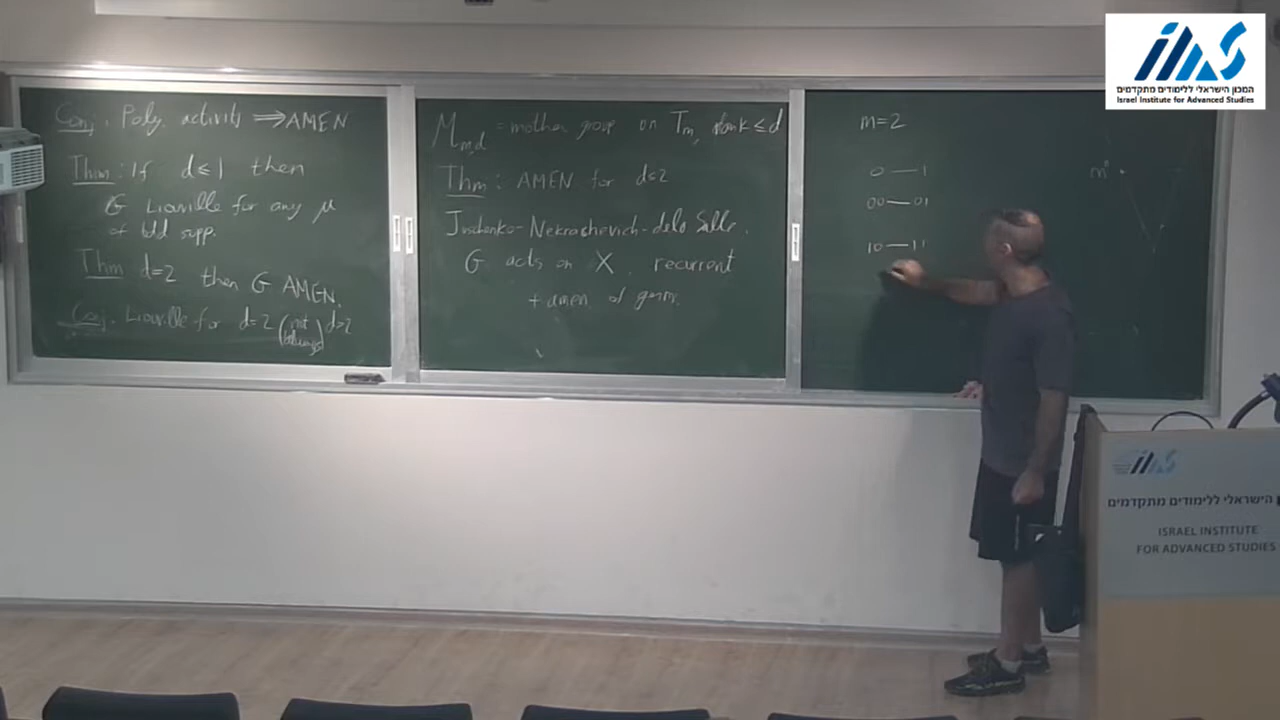 Conj. Poly. activity ⟹ AMEN
Thm: If d≤1 then
G Liouville for any μ
of bdd supp.
Thm d=2 then G AMEN.
Conj. Liouville for d=2 (not always) d>2
M_{m,d} = mother group on T_m, rank ≤ d
Thm: AMEN for d≤2
Juschenko-Nekrashevich-de la Salle.
G acts on X, recurrent
+ amen of germs.
m=2
0 — 1
00 — 01
10 — 11
ias
המכון הישראלי ללימודים מתקדמים
Israel Institute for Advanced Studies
ias
הישראלי ללימודים מתקדמים
ISRAEL INSTITUTE
FOR ADVANCED STUDIES